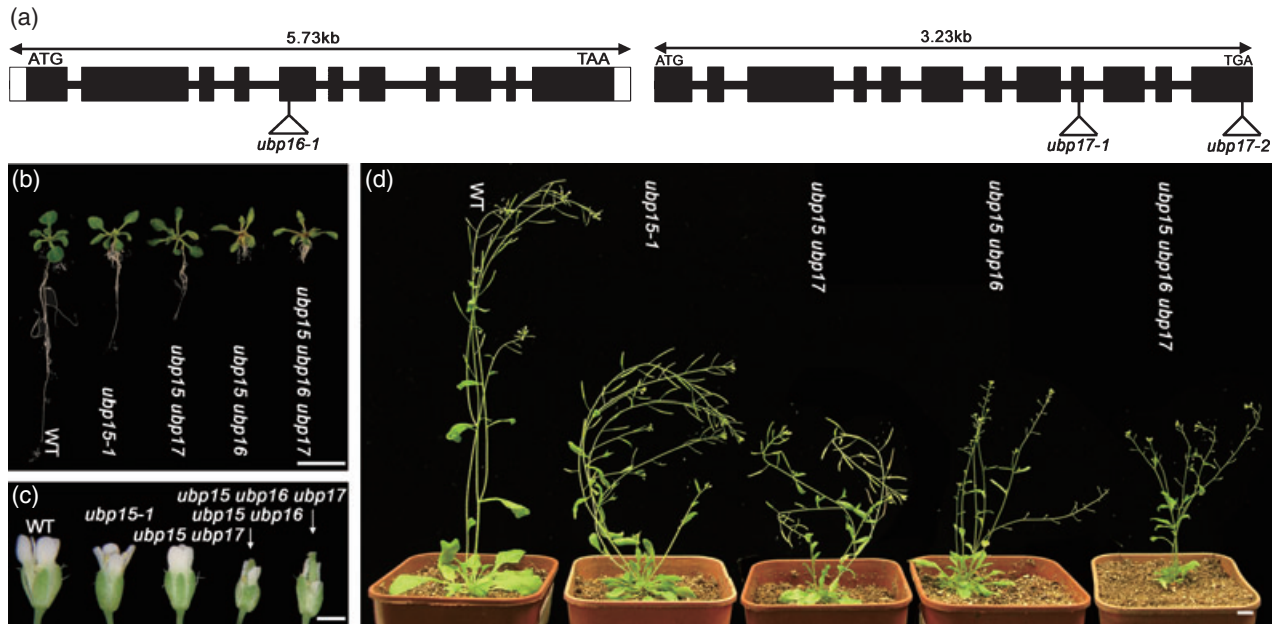 (a)
5.73kb
3.23kb
ATG
TAA
ATG
TGA
ubp16-1
ubp17-1
ubp17-2
(b)
WT
ubp15-1
ubp15 ubp17
ubp15 ubp16
ubp15 ubp16 ubp17
(c)
WT
ubp15-1
ubp15 ubp17
ubp15 ubp16
ubp15 ubp16 ubp17
(d)
WT
ubp15-1
ubp15 ubp17
ubp15 ubp16
ubp15 ubp16 ubp17